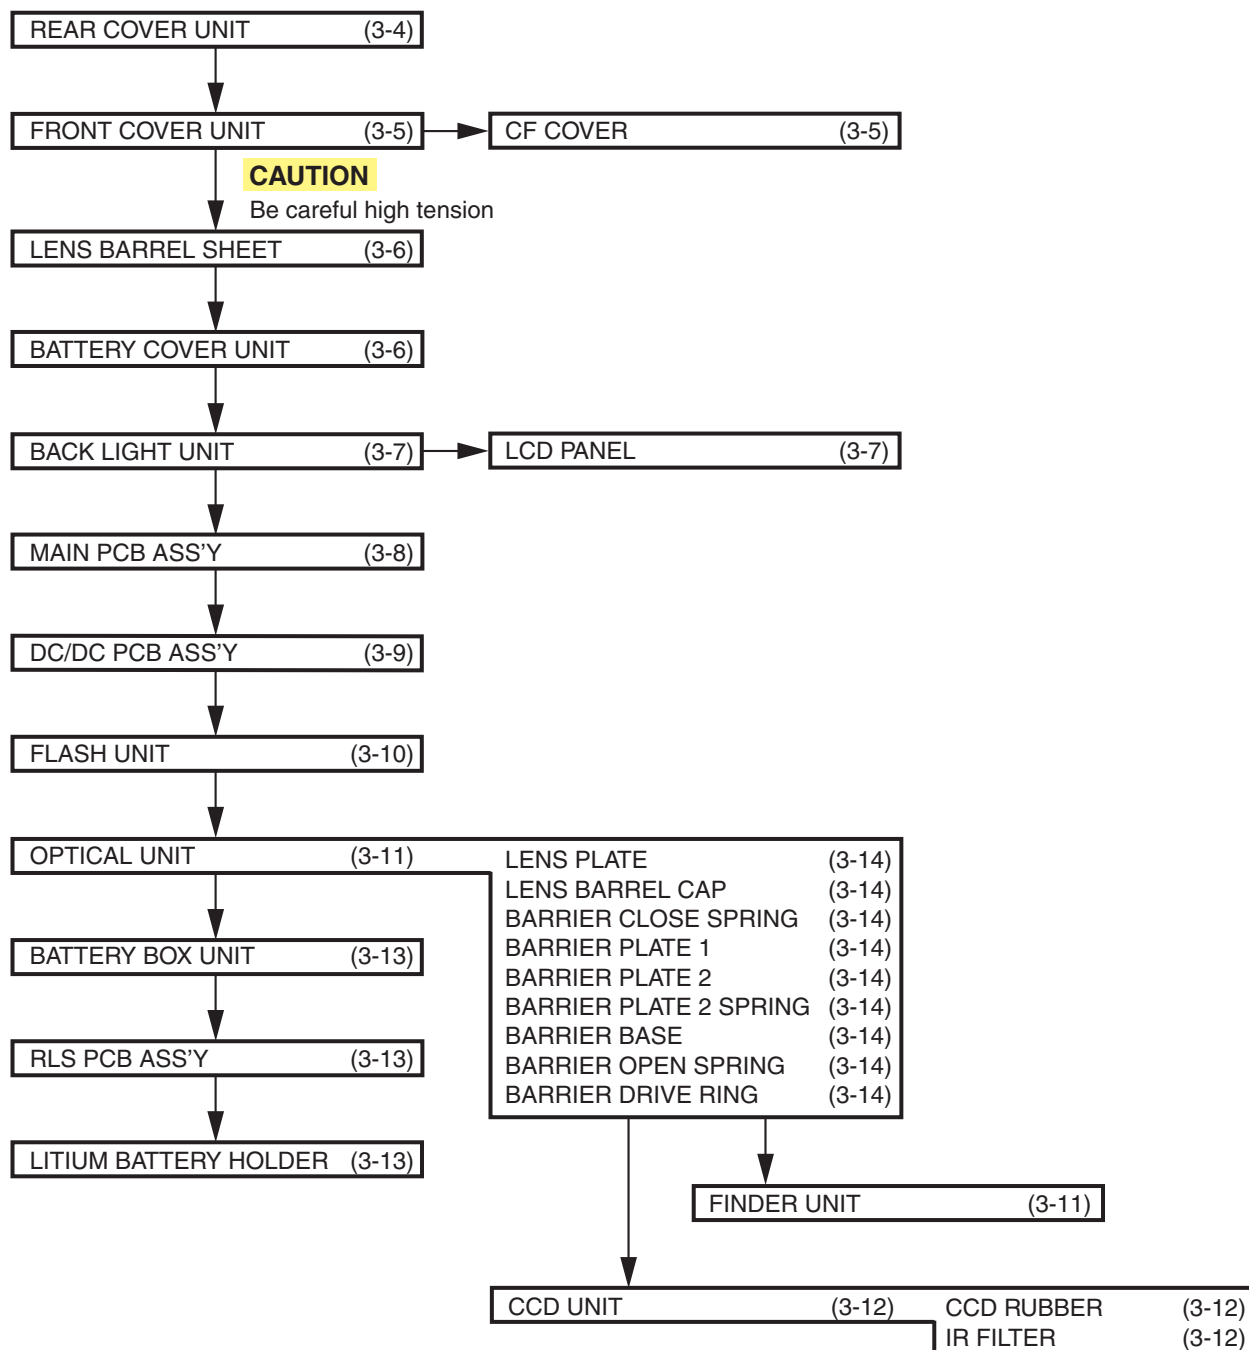 REAR COVER UNIT (3-4)
FRONT COVER UNIT (3-5) CF COVER (3-5)
CAUTION
Be careful high tension
LENS BARREL SHEET (3-6)
BATTERY COVER UNIT (3-6)
BACK LIGHT UNIT (3-7) LCD PANEL (3-7)
MAIN PCB ASS'Y (3-8)
DC/DC PCB ASS'Y (3-9)
FLASH UNIT (3-10)
OPTICAL UNIT (3-11)
LENS PLATE (3-14)
LENS BARREL CAP (3-14)
BARRIER CLOSE SPRING (3-14)
BARRIER PLATE 1 (3-14)
BARRIER PLATE 2 (3-14)
BARRIER PLATE 2 SPRING (3-14)
BARRIER BASE (3-14)
BARRIER OPEN SPRING (3-14)
BARRIER DRIVE RING (3-14)
BATTERY BOX UNIT (3-13)
RLS PCB ASS'Y (3-13)
LITIUM BATTERY HOLDER (3-13)
FINDER UNIT (3-11)
CCD UNIT (3-12) CCD RUBBER (3-12)
IR FILTER (3-12)